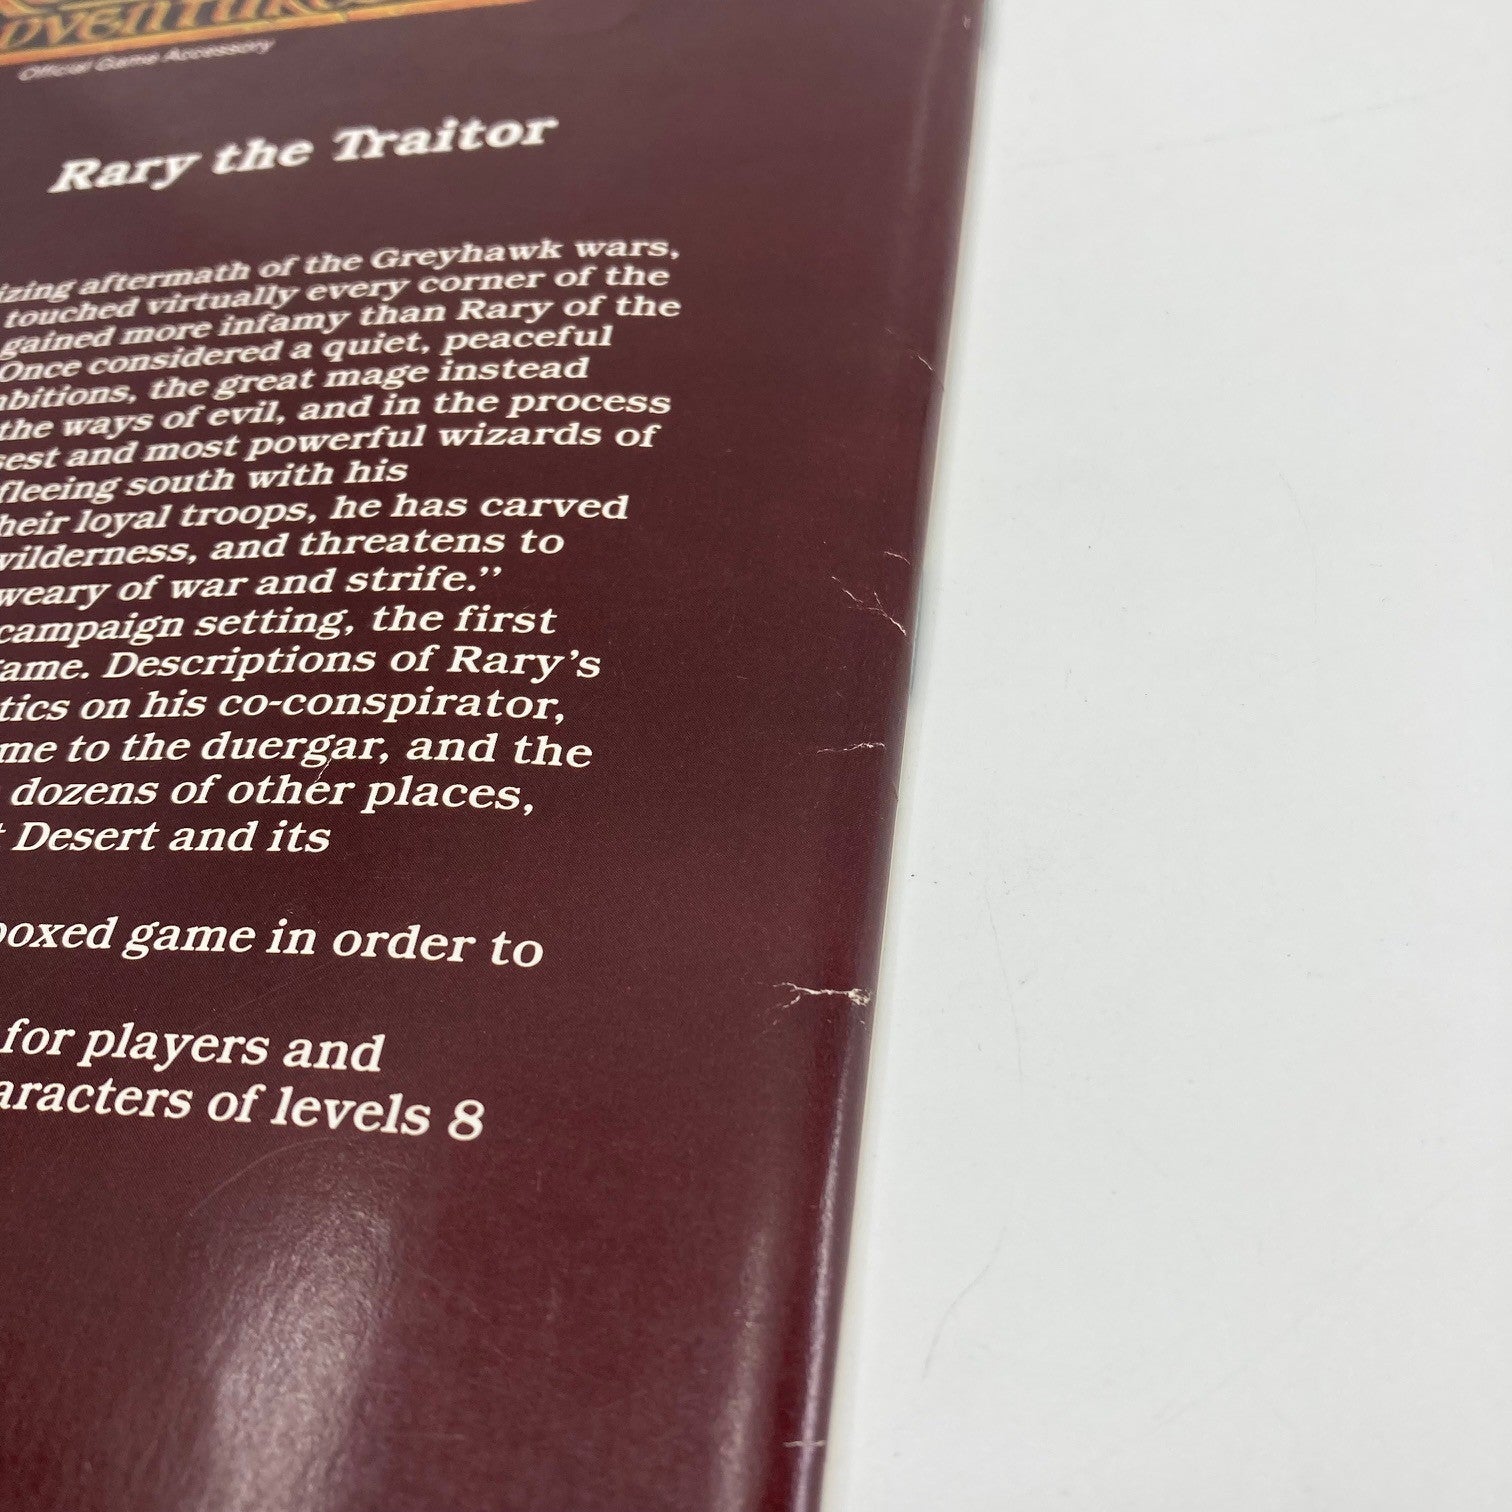 DVENTURES
Official Game Accessory
Rary the Traitor
izing aftermath of the Greyhawk wars,
touched virtually every corner of the
gained more infamy than Rary of the
Once considered a quiet, peaceful
bitions, the great mage instead
the ways of evil, and in the process
sest and most powerful wizards of
fleeing south with his
heir loyal troops, he has carved
wilderness, and threatens to
weary of war and strife.”
campaign setting, the first
ame. Descriptions of Rary’s
tics on his co-conspirator,
me to the duergar, and the
dozens of other places,
t Desert and its
boxed game in order to
for players and
aracters of levels 8